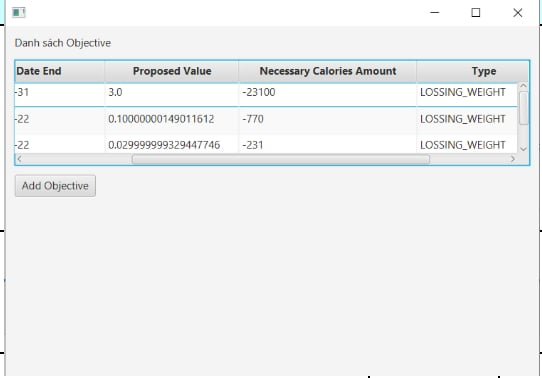 Danh sách Objective
Date End Proposed Value Necessary Calories Amount Type
-31 3.0 -23100 LOSSING_WEIGHT
-22 0.10000000149011612 -770 LOSSING_WEIGHT
-22 0.029999999329447746 -231 LOSSING_WEIGHT
Add Objective